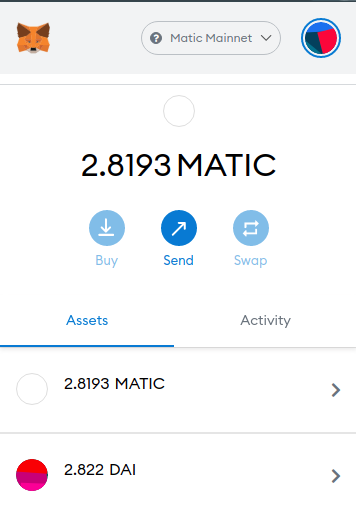 Matic Mainnet
2.8193 MATIC
Buy Send Swap
Assets Activity
2.8193 MATIC
2.822 DAI